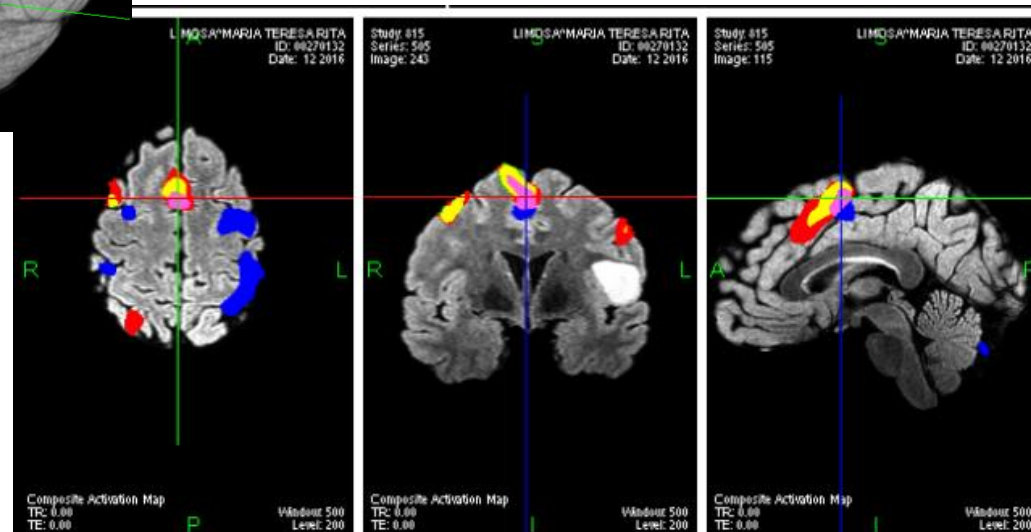 LIMOSA^MARIA TERESA RITA
ID: 00270132
Date: 12 2016
A
R
L
Composite Activation Map
TR: 0.00
TE: 0.00
Window: 500
Level: 200
P
Study: 815
Series: 505
Image: 243
LIMOSA^MARIA TERESA RITA
ID: 00270132
Date: 12 2016
S
R
L
Composite Activation Map
TR: 0.00
TE: 0.00
Window: 500
Level: 200
I
Study: 815
Series: 505
Image: 115
LIMOSA^MARIA TERESA RITA
ID: 00270132
Date: 12 2016
S
A
Composite Activation Map
TR: 0.00
TE: 0.00
Window: 500
Level: 200
I